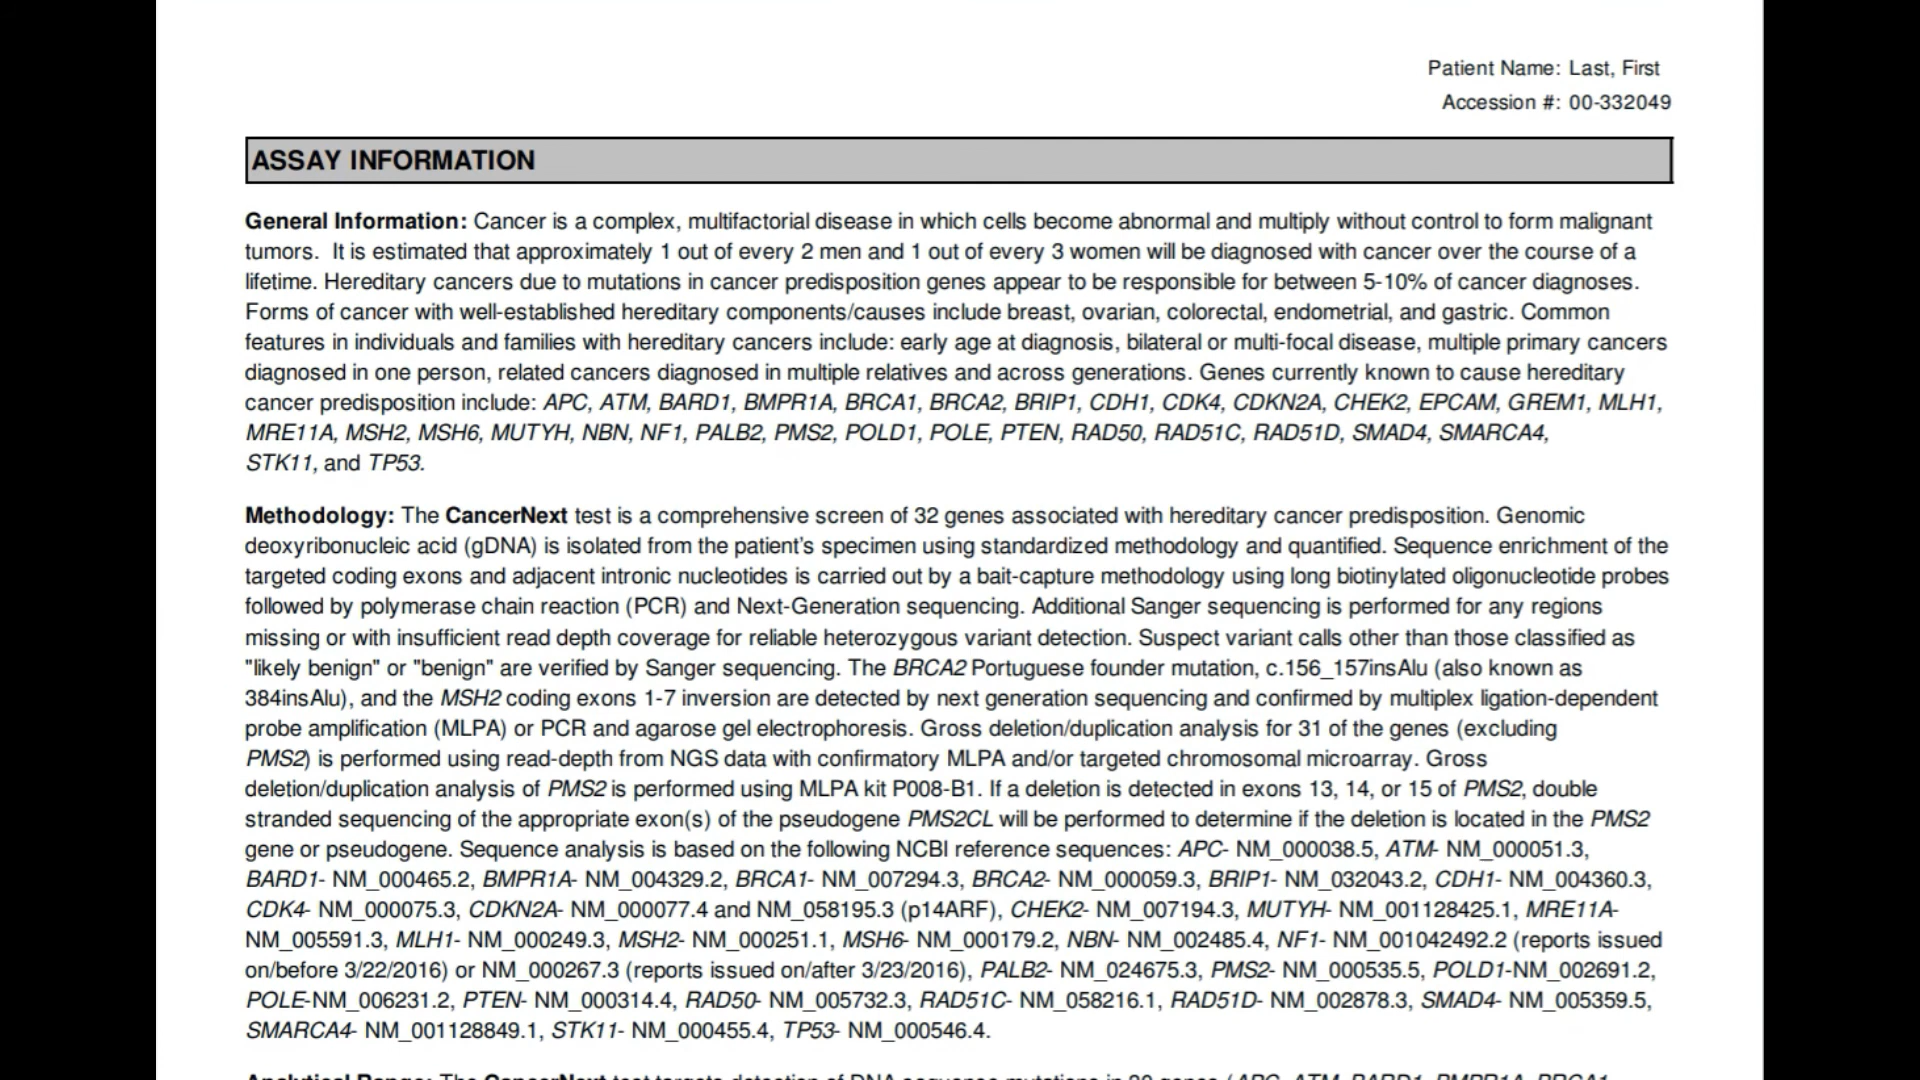 Patient Name: Last, First
Accession #: 00-332049
ASSAY INFORMATION
General Information: Cancer is a complex, multifactorial disease in which cells become abnormal and multiply without control to form malignant
tumors.  It is estimated that approximately 1 out of every 2 men and 1 out of every 3 women will be diagnosed with cancer over the course of a
lifetime. Hereditary cancers due to mutations in cancer predisposition genes appear to be responsible for between 5-10% of cancer diagnoses.
Forms of cancer with well-established hereditary components/causes include breast, ovarian, colorectal, endometrial, and gastric. Common
features in individuals and families with hereditary cancers include: early age at diagnosis, bilateral or multi-focal disease, multiple primary cancers
diagnosed in one person, related cancers diagnosed in multiple relatives and across generations. Genes currently known to cause hereditary
cancer predisposition include: APC, ATM, BARD1, BMPR1A, BRCA1, BRCA2, BRIP1, CDH1, CDK4, CDKN2A, CHEK2, EPCAM, GREM1, MLH1,
MRE11A, MSH2, MSH6, MUTYH, NBN, NF1, PALB2, PMS2, POLD1, POLE, PTEN, RAD50, RAD51C, RAD51D, SMAD4, SMARCA4,
STK11, and TP53.
Methodology: The CancerNext test is a comprehensive screen of 32 genes associated with hereditary cancer predisposition. Genomic
deoxyribonucleic acid (gDNA) is isolated from the patient's specimen using standardized methodology and quantified. Sequence enrichment of the
targeted coding exons and adjacent intronic nucleotides is carried out by a bait-capture methodology using long biotinylated oligonucleotide probes
followed by polymerase chain reaction (PCR) and Next-Generation sequencing. Additional Sanger sequencing is performed for any regions
missing or with insufficient read depth coverage for reliable heterozygous variant detection. Suspect variant calls other than those classified as
"likely benign" or "benign" are verified by Sanger sequencing. The BRCA2 Portuguese founder mutation, c.156_157insAlu (also known as
384insAlu), and the MSH2 coding exons 1-7 inversion are detected by next generation sequencing and confirmed by multiplex ligation-dependent
probe amplification (MLPA) or PCR and agarose gel electrophoresis. Gross deletion/duplication analysis for 31 of the genes (excluding
PMS2) is performed using read-depth from NGS data with confirmatory MLPA and/or targeted chromosomal microarray. Gross
deletion/duplication analysis of PMS2 is performed using MLPA kit P008-B1. If a deletion is detected in exons 13, 14, or 15 of PMS2, double
stranded sequencing of the appropriate exon(s) of the pseudogene PMS2CL will be performed to determine if the deletion is located in the PMS2
gene or pseudogene. Sequence analysis is based on the following NCBI reference sequences: APC- NM_000038.5, ATM- NM_000051.3,
BARD1- NM_000465.2, BMPR1A- NM_004329.2, BRCA1- NM_007294.3, BRCA2- NM_000059.3, BRIP1- NM_032043.2, CDH1- NM_004360.3,
CDK4- NM_000075.3, CDKN2A- NM_000077.4 and NM_058195.3 (p14ARF), CHEK2- NM_007194.3, MUTYH- NM_001128425.1, MRE11A-
NM_005591.3, MLH1- NM_000249.3, MSH2- NM_000251.1, MSH6- NM_000179.2, NBN- NM_002485.4, NF1- NM_001042492.2 (reports issued
on/before 3/22/2016) or NM_000267.3 (reports issued on/after 3/23/2016), PALB2- NM_024675.3, PMS2- NM_000535.5, POLD1-NM_002691.2,
POLE-NM_006231.2, PTEN- NM_000314.4, RAD50- NM_005732.3, RAD51C- NM_058216.1, RAD51D- NM_002878.3, SMAD4- NM_005359.5,
SMARCA4- NM_001128849.1, STK11- NM_000455.4, TP53- NM_000546.4.